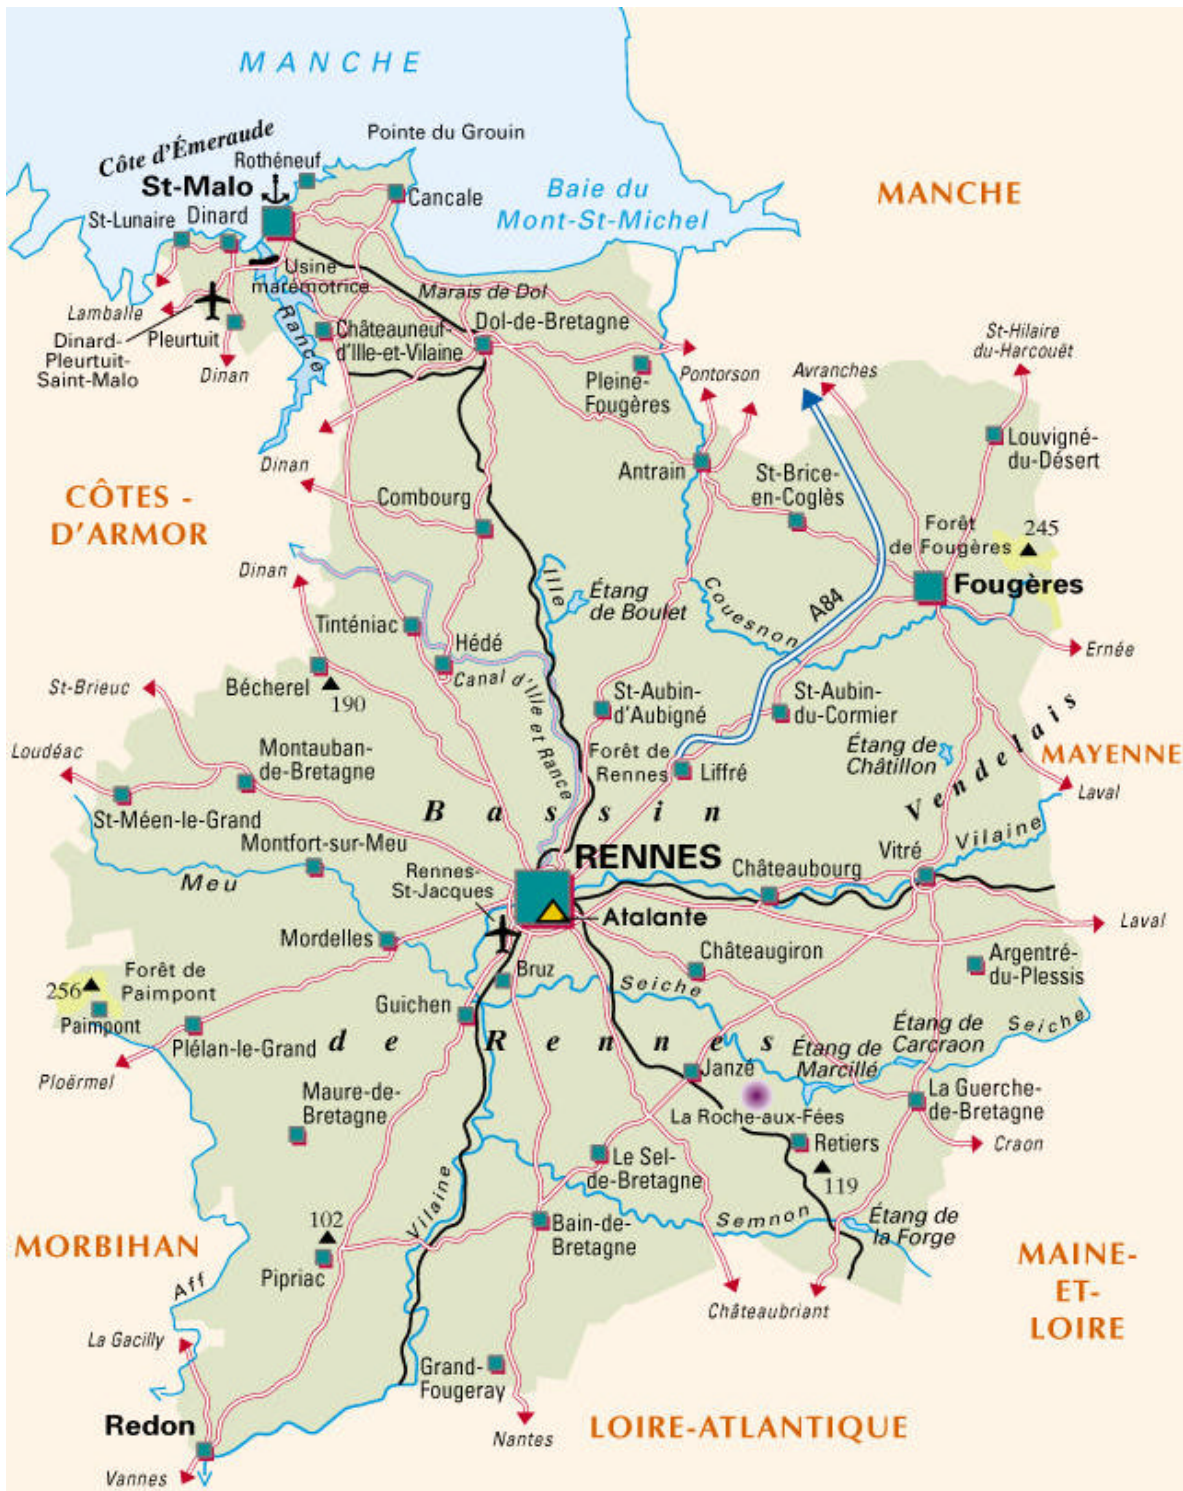 MANCHE
Pointe du Grouin
Côte d'Émeraude
Rothéneuf
St-Malo
Cancale
Baie du
Mont-St-Michel
MANCHE
St-Lunaire
Dinard
Usine
marémotrice
Marais de Dol
Lamballe
Rance
Dol-de-Bretagne
Châteauneuf-
d'Ille-et-Vilaine
Pleurtuit
Dinard-
Pleurtuit-
Saint-Malo
Dinan
St-Hilaire
du-Harcouët
Pleine-
Fougères
Pontorson
Avranches
Louvigné-
du-Désert
Dinan
Antrain
St-Brice-
en-Coglès
CÔTES -
D'ARMOR
Combourg
Forêt
de Fougères
245
Fougères
Dinan
Ille
Étang
de Boulet
Couesnon
A84
Tinténiac
Hédé
Ernée
St-Brieuc
Bécherel
190
Canal d'Ille et Rance
St-Aubin-
d'Aubigné
St-Aubin-
du-Cormier
Vendelais
Loudéac
Montauban-
de-Bretagne
Forêt de
Rennes
Liffré
Étang de
Châtillon
MAYENNE
Laval
St-Méen-le-Grand
Bassin
Montfort-sur-Meu
Meu
RENNES
Rennes-
St-Jacques
Châteaubourg
Vitré
Vilaine
Atalante
Laval
Mordelles
Châteaugiron
Argentré-
du-Plessis
Forêt de
Paimpont
256
Paimpont
Bruz
Seiche
Guichen
Plélan-le-Grand
de Rennes
Étang de
Carcraon
Seiche
Étang de
Marcillé
Ploërmel
Janzé
Maure-de-
Bretagne
La Roche-aux-Fées
La Guerche-
de-Bretagne
Retiers
Craon
119
Le Sel-
de-Bretagne
Vilaine
102
Pipriac
Bain-de-
Bretagne
Semnon
Étang de
la Forge
MORBIHAN
Aff
MAINE-
ET-
LOIRE
Châteaubriant
La Gacilly
Grand-
Fougeray
Redon
Nantes
LOIRE-ATLANTIQUE
Vannes